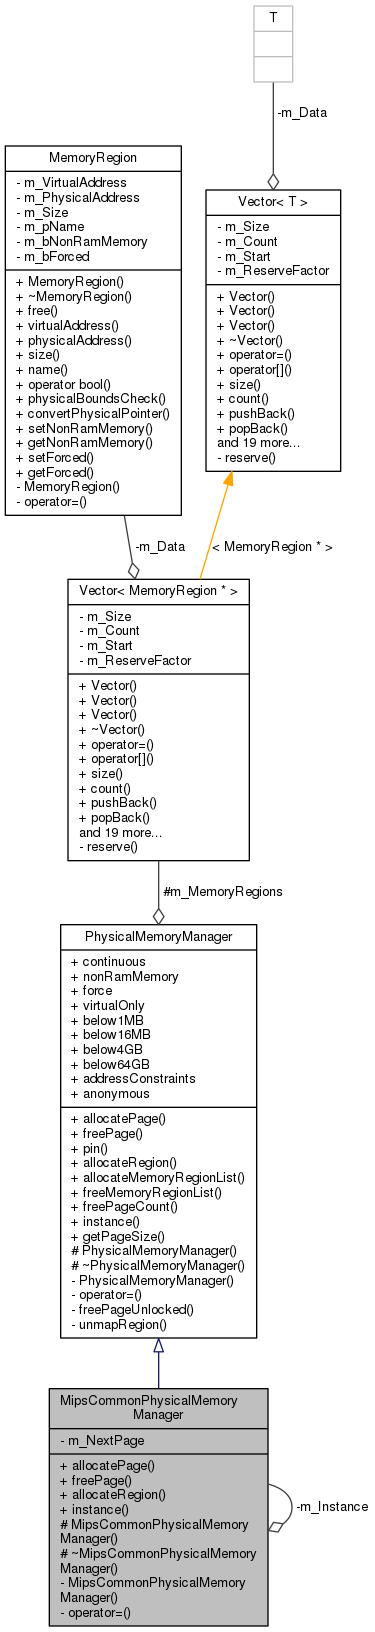 T
-m_Data
MemoryRegion
- m_VirtualAddress
- m_PhysicalAddress
- m_Size
- m_pName
- m_bNonRamMemory
- m_bForced
+ MemoryRegion()
+ ~MemoryRegion()
+ free()
+ virtualAddress()
+ physicalAddress()
+ size()
+ name()
+ operator bool()
+ physicalBoundsCheck()
+ convertPhysicalPointer()
+ setNonRamMemory()
+ getNonRamMemory()
+ setForced()
+ getForced()
- MemoryRegion()
- operator=()
Vector< T >
- m_Size
- m_Count
- m_Start
- m_ReserveFactor
+ Vector()
+ Vector()
+ Vector()
+ ~Vector()
+ operator=()
+ operator[]()
+ size()
+ count()
+ pushBack()
+ popBack()
and 19 more...
- reserve()
-m_Data
< MemoryRegion * >
Vector< MemoryRegion * >
- m_Size
- m_Count
- m_Start
- m_ReserveFactor
+ Vector()
+ Vector()
+ Vector()
+ ~Vector()
+ operator=()
+ operator[]()
+ size()
+ count()
+ pushBack()
+ popBack()
and 19 more...
- reserve()
#m_MemoryRegions
PhysicalMemoryManager
+ continuous
+ nonRamMemory
+ force
+ virtualOnly
+ below1MB
+ below16MB
+ below4GB
+ below64GB
+ addressConstraints
+ anonymous
+ allocatePage()
+ freePage()
+ pin()
+ allocateRegion()
+ allocateMemoryRegionList()
+ freeMemoryRegionList()
+ freePageCount()
+ instance()
+ getPageSize()
# PhysicalMemoryManager()
# ~PhysicalMemoryManager()
- PhysicalMemoryManager()
- operator=()
- freePageUnlocked()
- unmapRegion()
MipsCommonPhysicalMemory
Manager
- m_NextPage
+ allocatePage()
+ freePage()
+ allocateRegion()
+ instance()
# MipsCommonPhysicalMemory
Manager()
# ~MipsCommonPhysicalMemory
Manager()
- MipsCommonPhysicalMemory
Manager()
- operator=()
-m_Instance